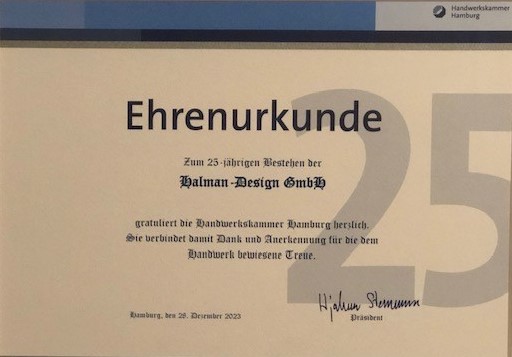 Handwerkskammer
Hamburg
25
Ehrenurkunde
Zum 25-jährigen Bestehen der
Halman-Design GmbH
gratuliert die Handwerkskammer Hamburg herzlich.
Sie verbindet damit Dank und Anerkennung für die dem
Handwerk bewiesene Treue.
Hamburg, den 28. Dezember 2023
Präsident